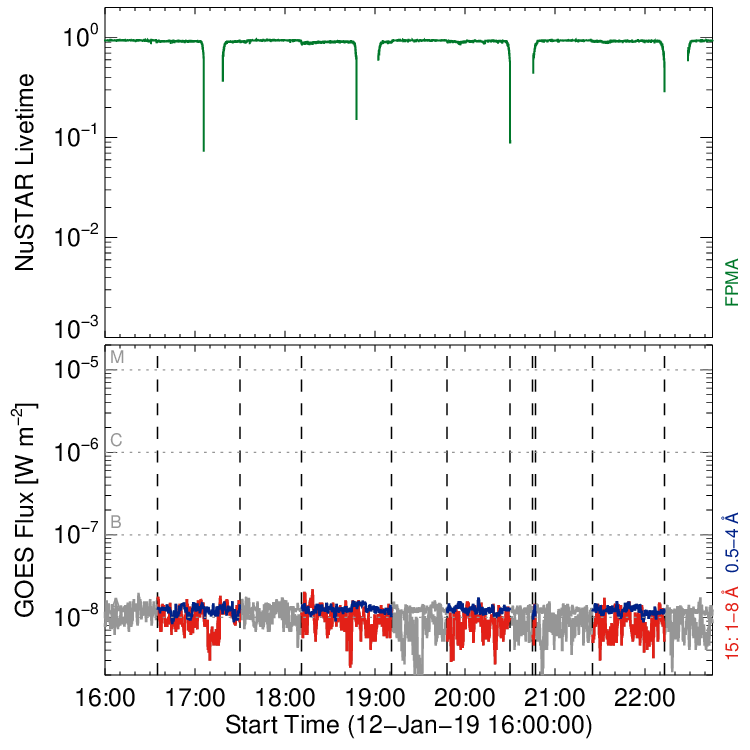 NuSTAR Livetime
10⁰
10⁻¹
10⁻²
10⁻³
FPMA
GOES Flux [W m⁻²]
10⁻⁵
10⁻⁶
10⁻⁷
10⁻⁸
M
C
B
15: 1−8 Å 0.5−4 Å
16:00 17:00 18:00 19:00 20:00 21:00 22:00
Start Time (12−Jan−19 16:00:00)